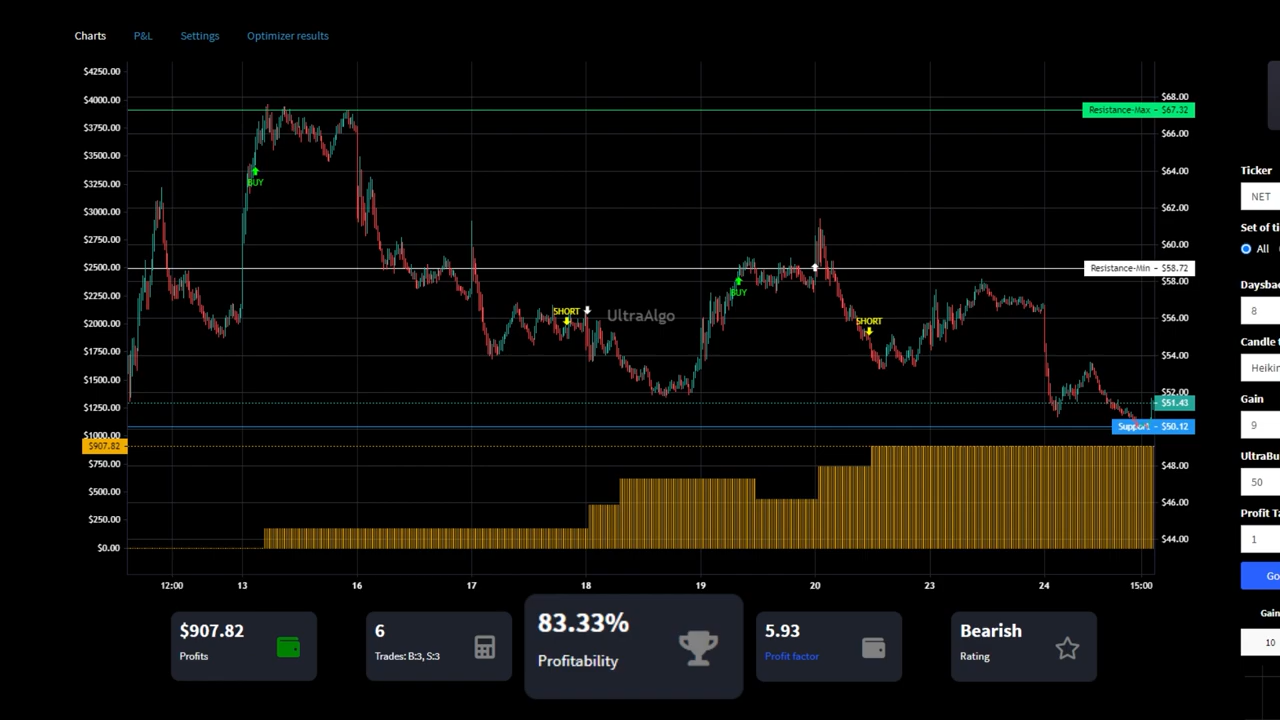 Charts P&L Settings Optimizer results
$4250.00
$4000.00
$3750.00
$3500.00
$3250.00
$3000.00
$2750.00
$2500.00
$2250.00
$2000.00
$1750.00
$1500.00
$1250.00
$1000.00
$907.82
$750.00
$500.00
$250.00
$0.00
BUY
SHORT
UltraAlgo
BUY
SHORT
$68.00
Resistance-Max - $67.32
$66.00
$64.00
$62.00
$60.00
Resistance-Min - $58.72
$58.00
$56.00
$54.00
$52.00
$51.43
Support - $50.12
$48.00
$46.00
$44.00
12:00 13 16 17 18 19 20 23 24 15:00
$907.82
Profits
6
Trades: B:3, S:3
83.33%
Profitability
5.93
Profit factor
Bearish
Rating
Ticker
NET
Set of ti
All
Daysba
8
Candle t
Heikin
Gain
9
UltraBu
50
Profit Ta
1
Go
Gain
10